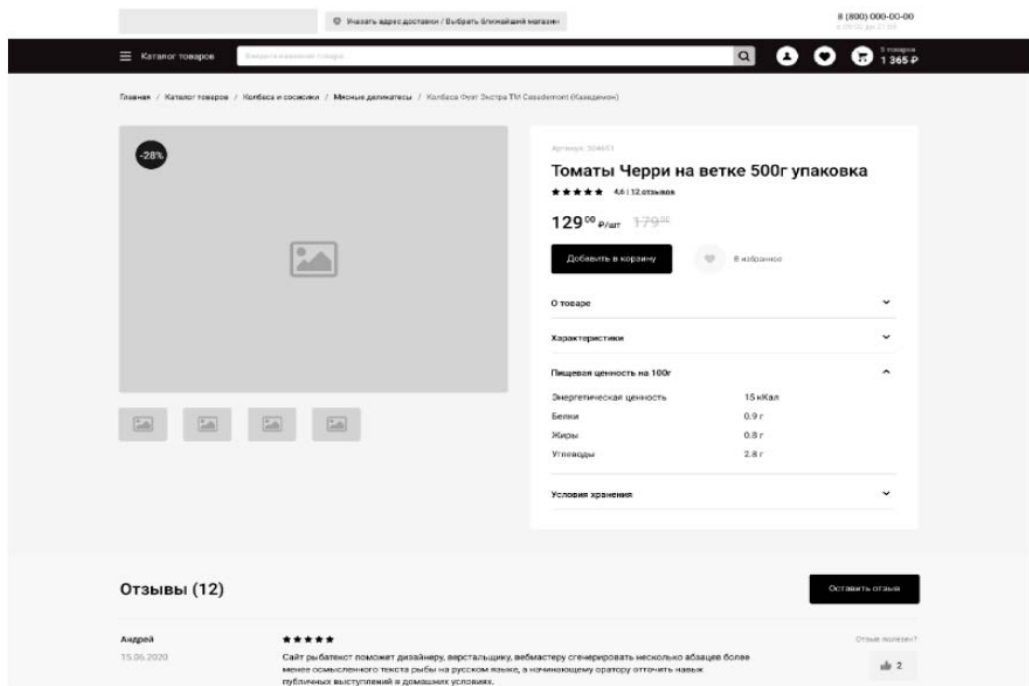 Указать адрес доставки / Выбрать ближайший магазин
8 (800) 000-00-00
Каталог товаров
1 365 ₽
Главная / Каталог товаров / Колбаса и сосиски / Мясные деликатесы / Колбаса Фуэт Экстра ТМ Casademont (Казадемон)
-28%
Артикул: 304651
Томаты Черри на ветке 500г упаковка
4,6 | 12 отзывов
129⁰⁰ ₽/шт 179⁰⁰
Добавить в корзину
В избранное
О товаре
Характеристики
Пищевая ценность на 100г
Энергетическая ценность 15 кКал
Белки 0.9 г
Жиры 0.8 г
Углеводы 2.8 г
Условия хранения
Отзывы (12)
Оставить отзыв
Андрей
15.06.2020
Сайт рыбатекст поможет дизайнеру, верстальщику, вебмастеру сгенерировать несколько абзацев более
менее осмысленного текста рыбы на русском языке, а начинающему оратору отточить навык
публичных выступлений в домашних условиях.
Отзыв полезен?
2